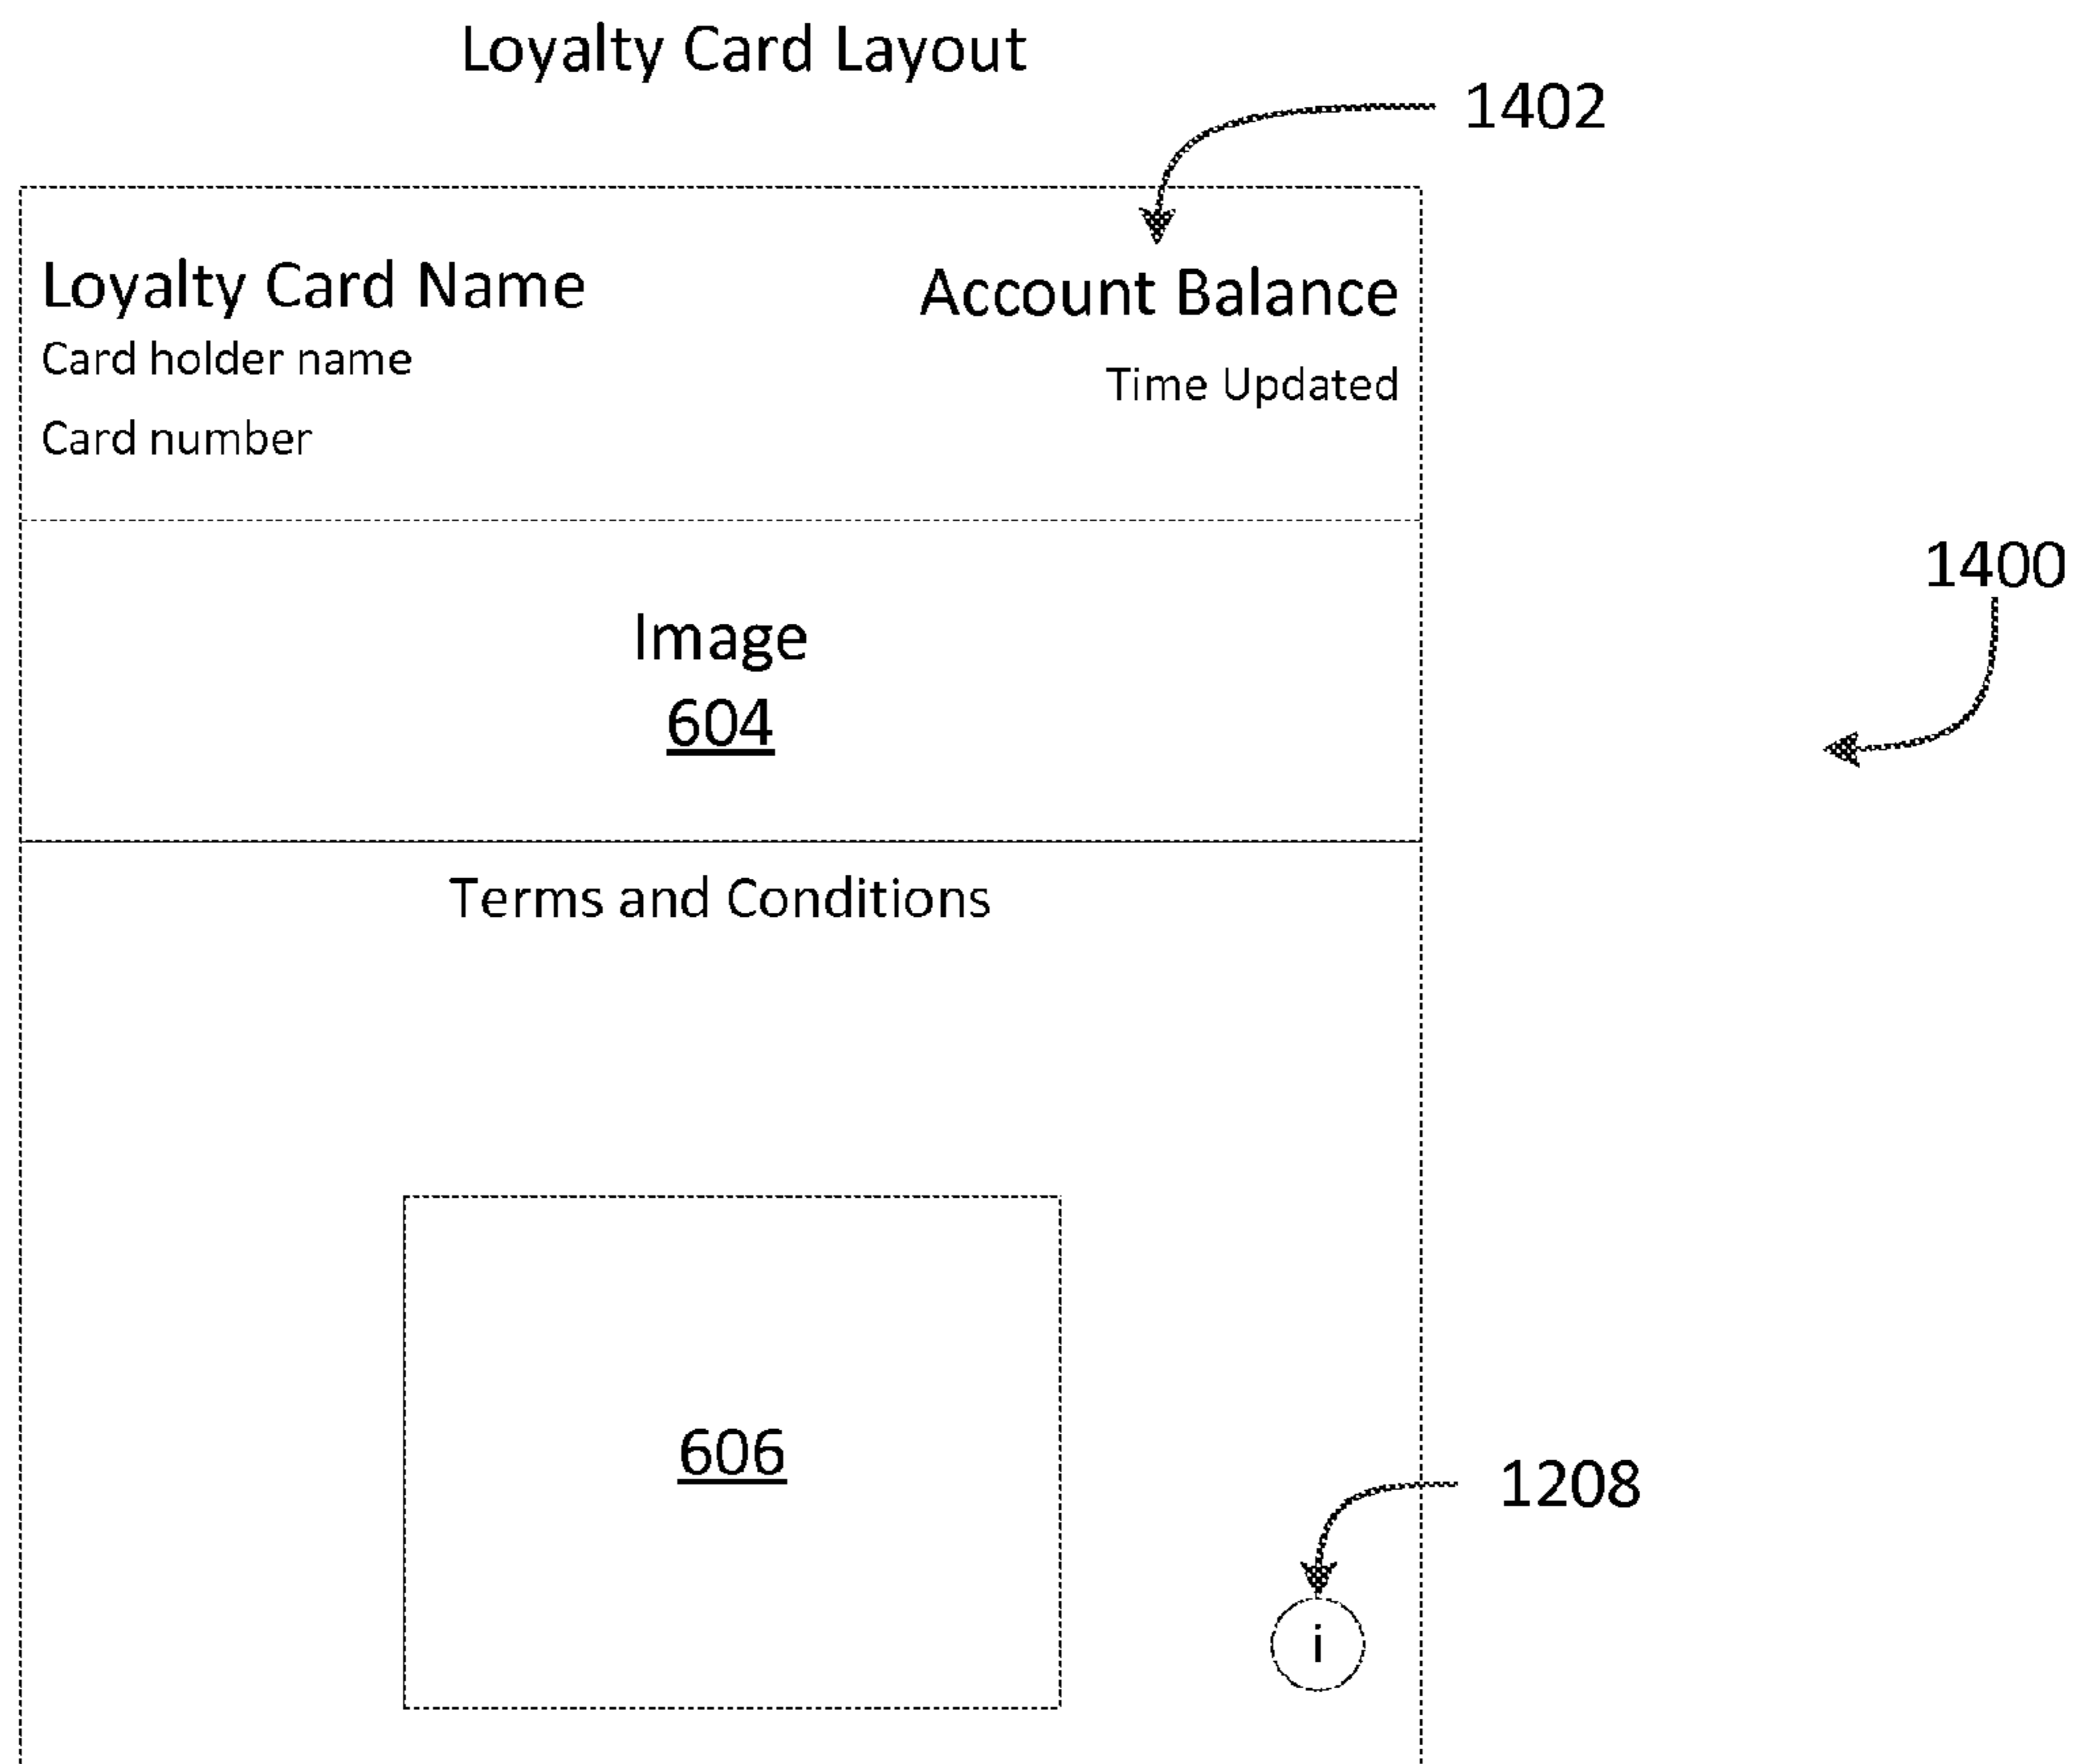 Loyalty Card Layout
1402
Loyalty Card Name
Account Balance
Card holder name
Time Updated
Card number
1400
Image
604
Terms and Conditions
606
1208
i